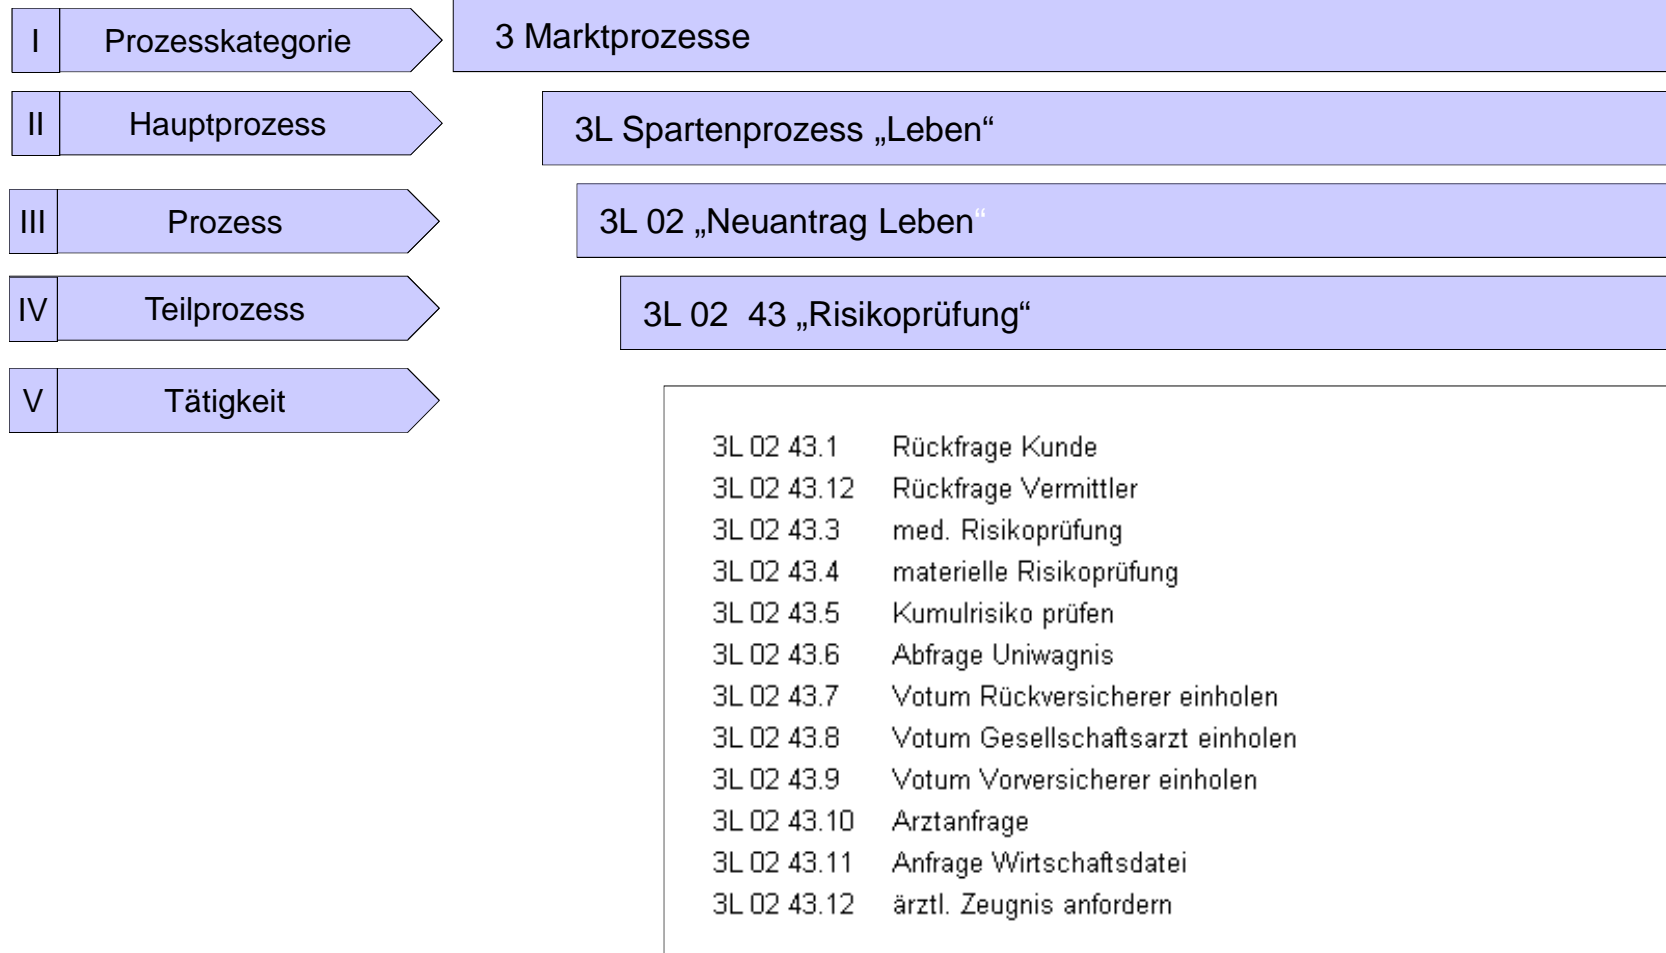 I Prozesskategorie 3 Marktprozesse
II Hauptprozess 3L Spartenprozess „Leben“
III Prozess 3L 02 „Neuantrag Leben“
IV Teilprozess 3L 02 43 „Risikoprüfung“
V Tätigkeit
3L 02 43.1 Rückfrage Kunde
3L 02 43.12 Rückfrage Vermittler
3L 02 43.3 med. Risikoprüfung
3L 02 43.4 materielle Risikoprüfung
3L 02 43.5 Kumulrisiko prüfen
3L 02 43.6 Abfrage Uniwagnis
3L 02 43.7 Votum Rückversicherer einholen
3L 02 43.8 Votum Gesellschaftsarzt einholen
3L 02 43.9 Votum Vorversicherer einholen
3L 02 43.10 Arztanfrage
3L 02 43.11 Anfrage Wirtschaftsdatei
3L 02 43.12 ärztl. Zeugnis anfordern